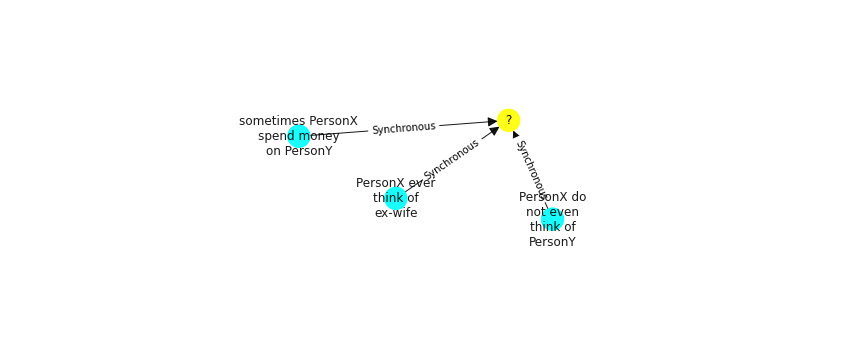 ?
sometimes PersonX
spend money
on PersonY
Synchronous
Synchronous
Synchronous
PersonX ever
think of
ex-wife
PersonX do
not even
think of
PersonY